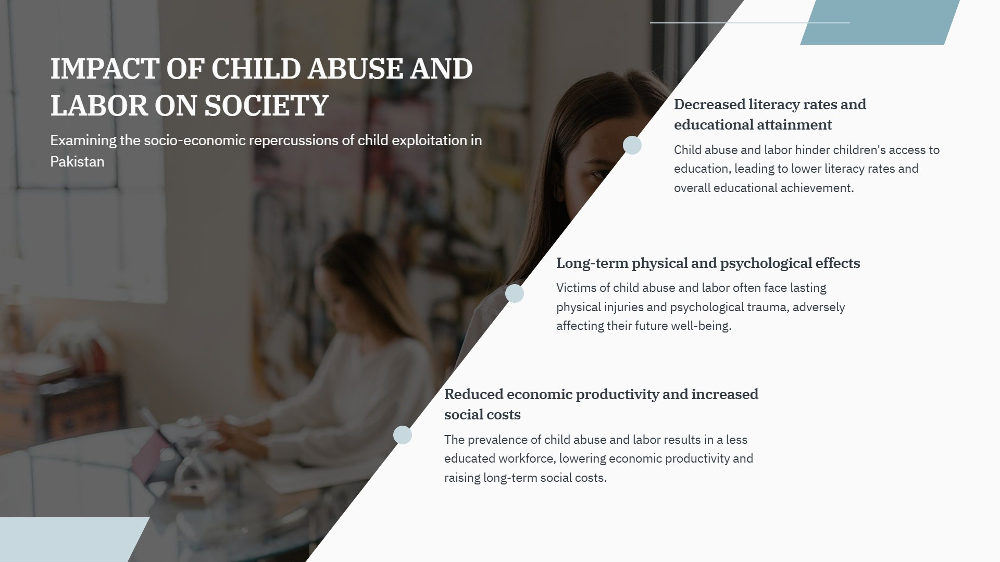 IMPACT OF CHILD ABUSE AND
LABOR ON SOCIETY
Examining the socio-economic repercussions of child exploitation in
Pakistan
Decreased literacy rates and
educational attainment
Child abuse and labor hinder children's access to
education, leading to lower literacy rates and
overall educational achievement.
Long-term physical and psychological effects
Victims of child abuse and labor often face lasting
physical injuries and psychological trauma, adversely
affecting their future well-being.
Reduced economic productivity and increased
social costs
The prevalence of child abuse and labor results in a less
educated workforce, lowering economic productivity and
raising long-term social costs.